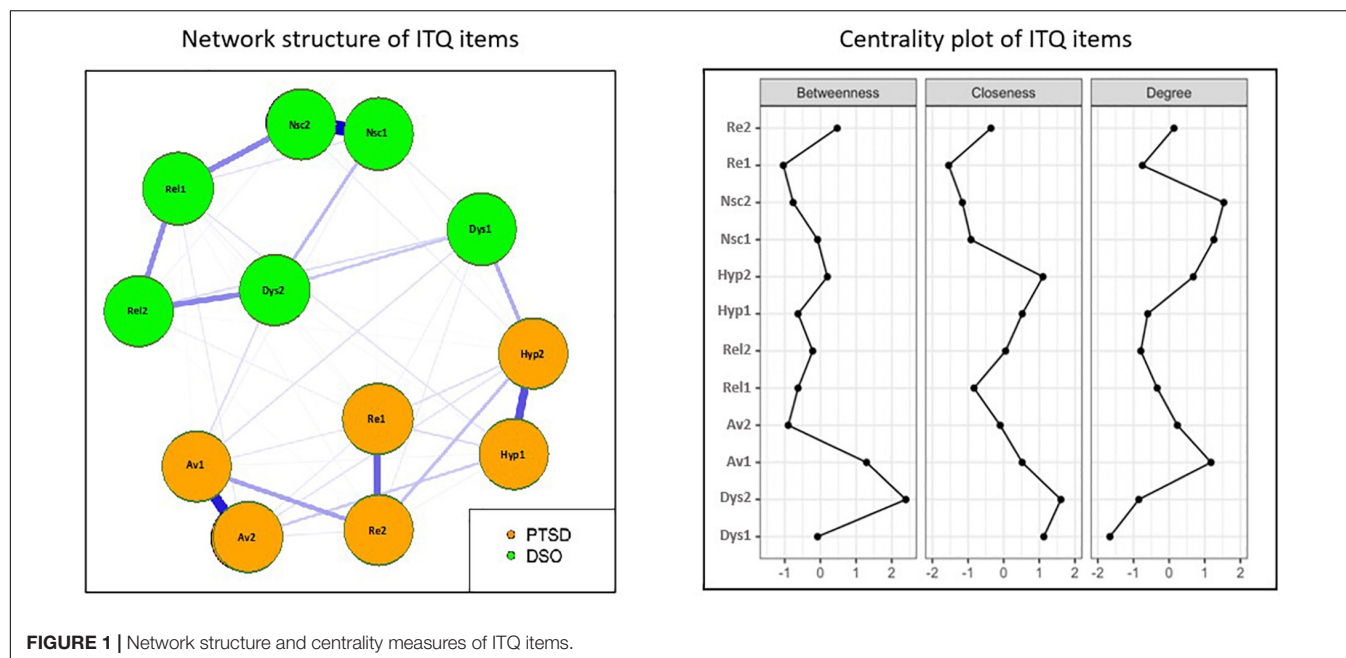 Network structure of ITQ items
Nsc2
Nsc1
Rel1
Dys1
Dys2
Rel2
Hyp2
Re1
Hyp1
Av1
Re2
Av2
PTSD
DSO
Centrality plot of ITQ items
Betweenness Closeness Degree
Re2
Re1
Nsc2
Nsc1
Hyp2
Hyp1
Rel2
Rel1
Av2
Av1
Dys2
Dys1
-1 0 1 2 -2 -1 0 1 2 -2 -1 0 1 2
FIGURE 1 | Network structure and centrality measures of ITQ items.